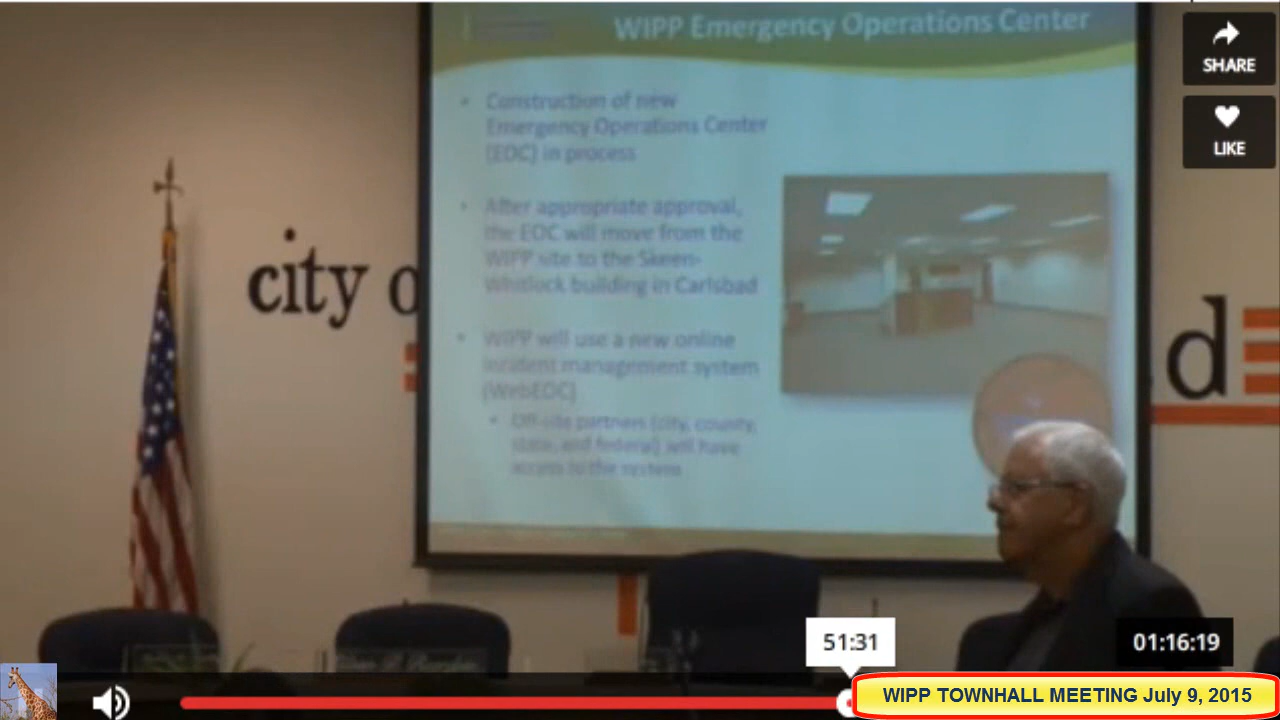 WIPP Emergency Operations Center
SHARE
LIKE
• Construction of new
Emergency Operations Center
(EOC) in process
• After appropriate approval,
the EOC will move from the
WIPP site to the Skeen-
Whitlock building in Carlsbad
• WIPP will use a new online
incident management system
(WebEOC)
• Off-site partners (city, county,
state, and federal) will have
access to the system
city o
d
51:31
01:16:19
WIPP TOWNHALL MEETING July 9, 2015